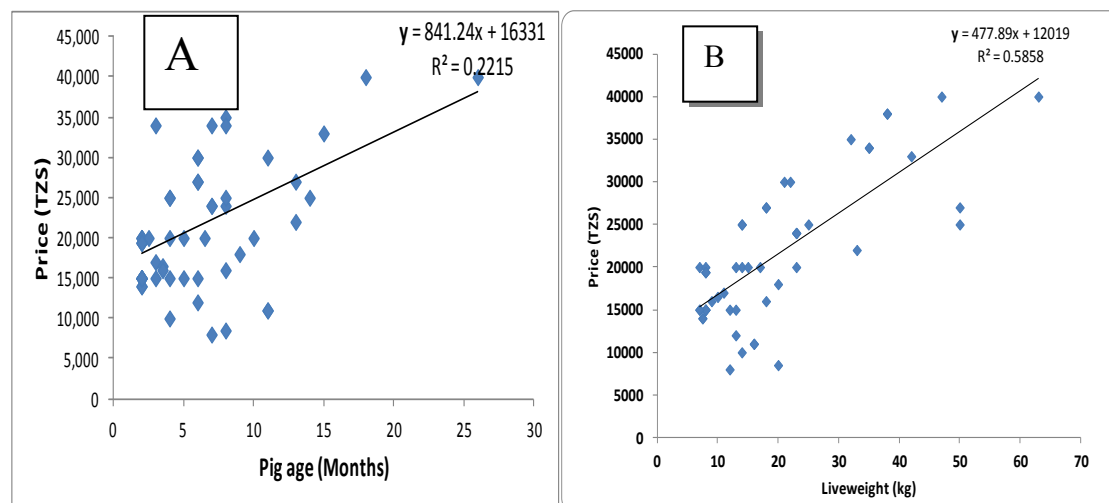 A
y = 841.24x + 16331
R² = 0.2215
45,000
40,000
35,000
30,000
25,000
20,000
15,000
10,000
5,000
0
Price (TZS)
0 5 10 15 20 25 30
Pig age (Months)
B
y = 477.89x + 12019
R² = 0.5858
45000
40000
35000
30000
25000
20000
15000
10000
5000
0
Price (TZS)
0 10 20 30 40 50 60 70
Liveweight (kg)